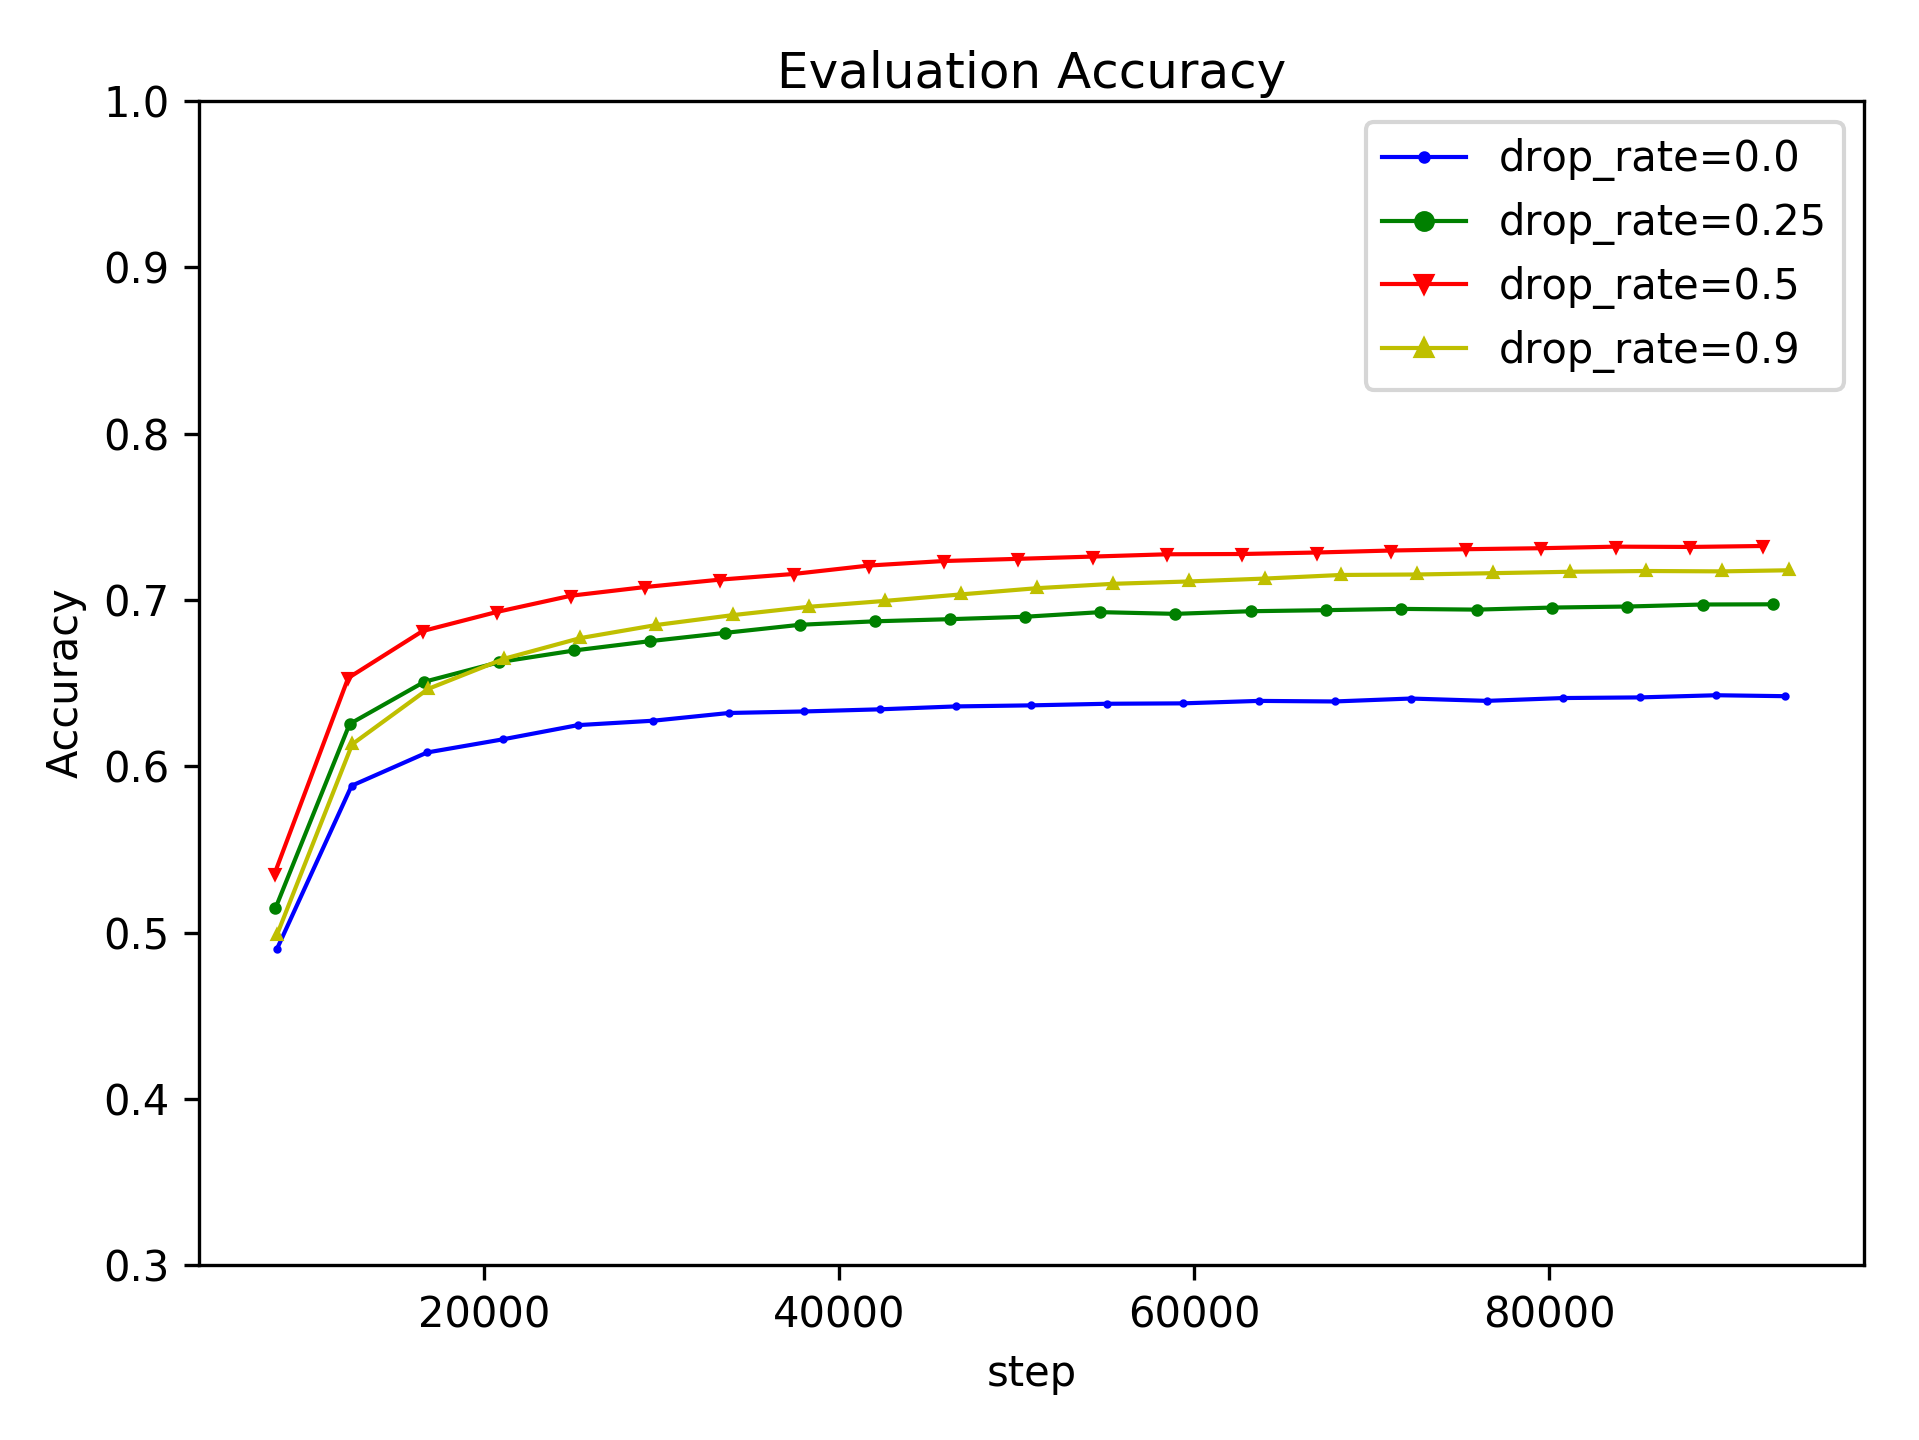 Evaluation Accuracy
1.0
0.9
0.8
0.7
0.6
0.5
0.4
0.3
Accuracy
drop_rate=0.0
drop_rate=0.25
drop_rate=0.5
drop_rate=0.9
20000 40000 60000 80000
step